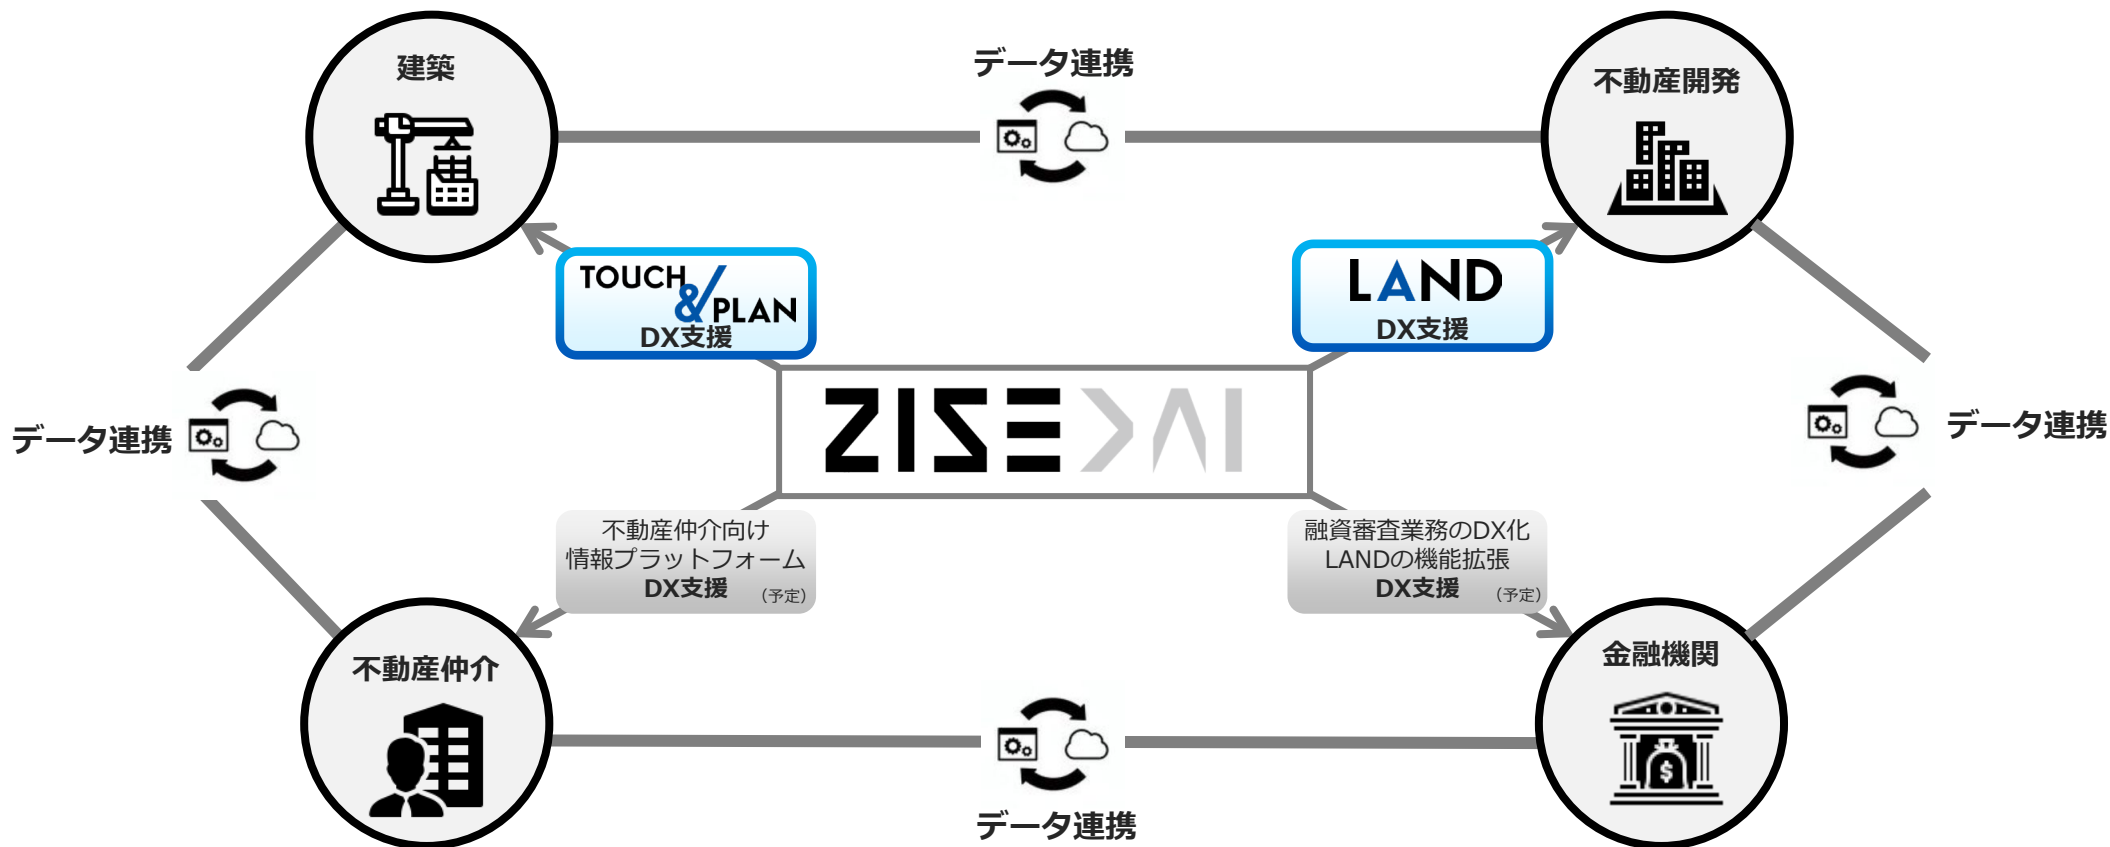 建築
データ連携
不動産開発
TOUCH
&
PLAN
DX支援
LAND
DX支援
データ連携
ZISEDAI
データ連携
不動産仲介向け
情報プラットフォーム
DX支援 (予定)
融資審査業務のDX化
LANDの機能拡張
DX支援 (予定)
不動産仲介
金融機関
データ連携